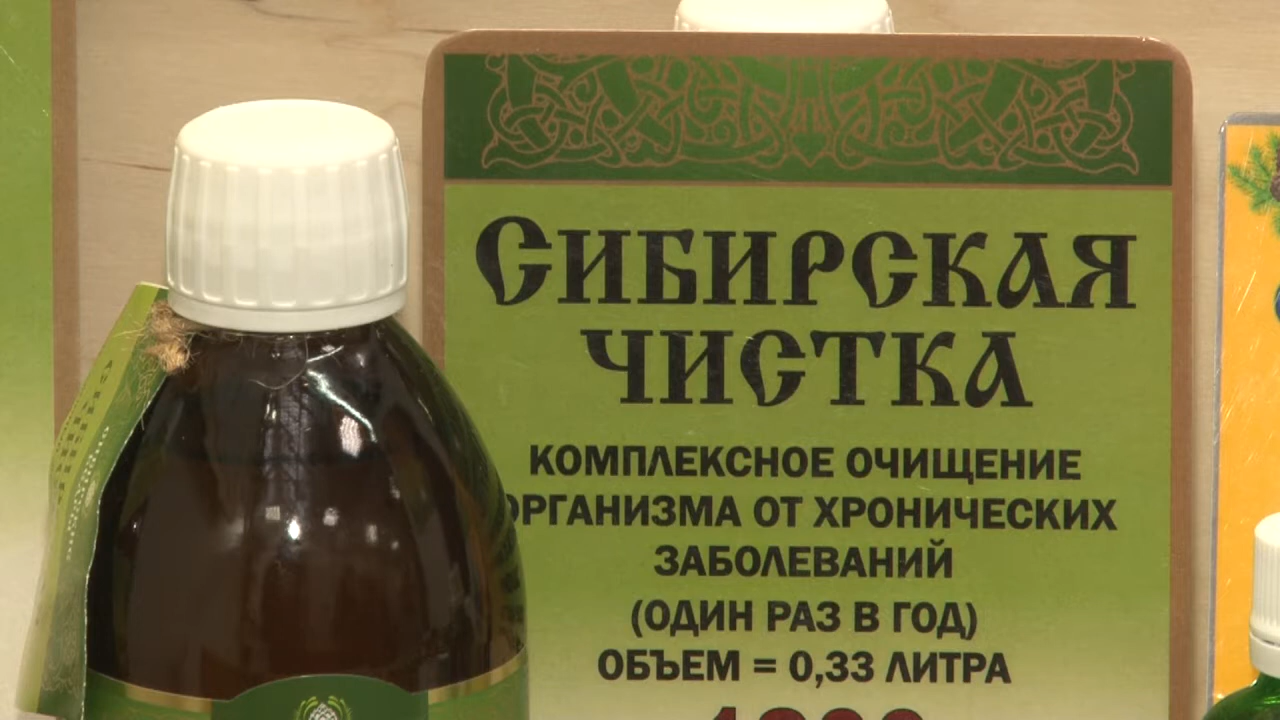 СИБИРСКАЯ
ЧИСТКА
КОМПЛЕКСНОЕ ОЧИЩЕНИЕ
ОРГАНИЗМА ОТ ХРОНИЧЕСКИХ
ЗАБОЛЕВАНИЙ
(ОДИН РАЗ В ГОД)
ОБЪЕМ = 0,33 ЛИТРА